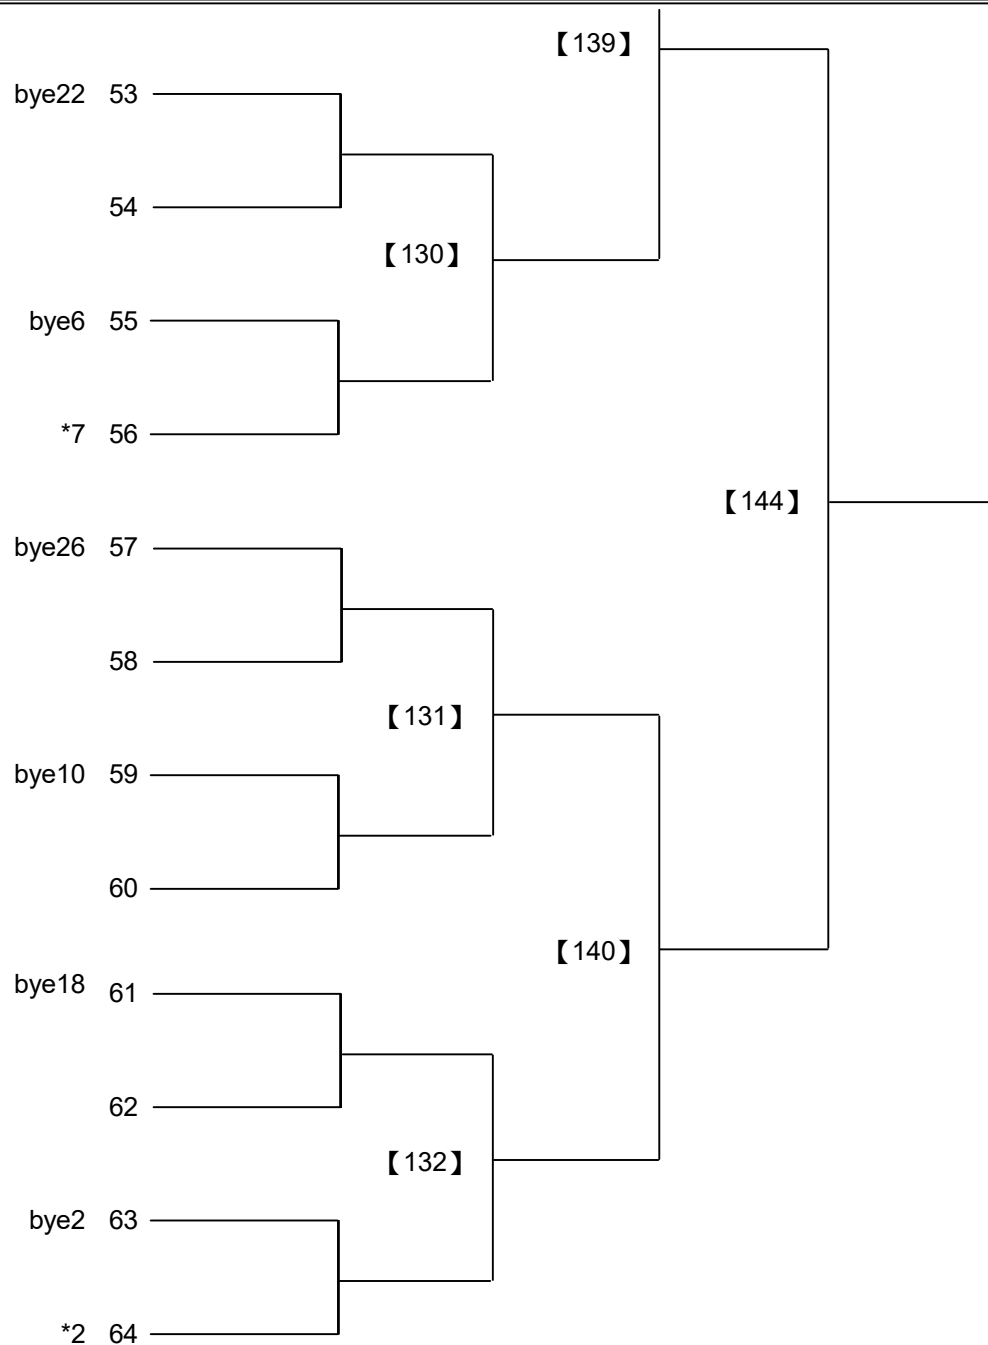 【139】
bye22 53
54
【130】
bye6 55
*7 56
【144】
bye26 57
58
【131】
bye10 59
60
【140】
bye18 61
62
【132】
bye2 63
*2 64